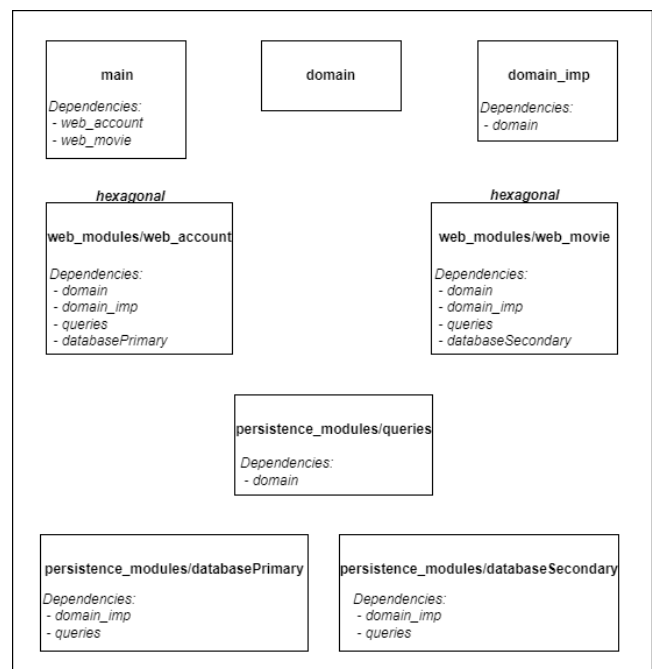 main
Dependencies:
- web_account
- web_movie
domain
domain_imp
Dependencies:
- domain
hexagonal
web_modules/web_account
Dependencies:
- domain
- domain_imp
- queries
- databasePrimary
hexagonal
web_modules/web_movie
Dependencies:
- domain
- domain_imp
- queries
- databaseSecondary
persistence_modules/queries
Dependencies:
- domain
persistence_modules/databasePrimary
Dependencies:
- domain_imp
- queries
persistence_modules/databaseSecondary
Dependencies:
- domain_imp
- queries